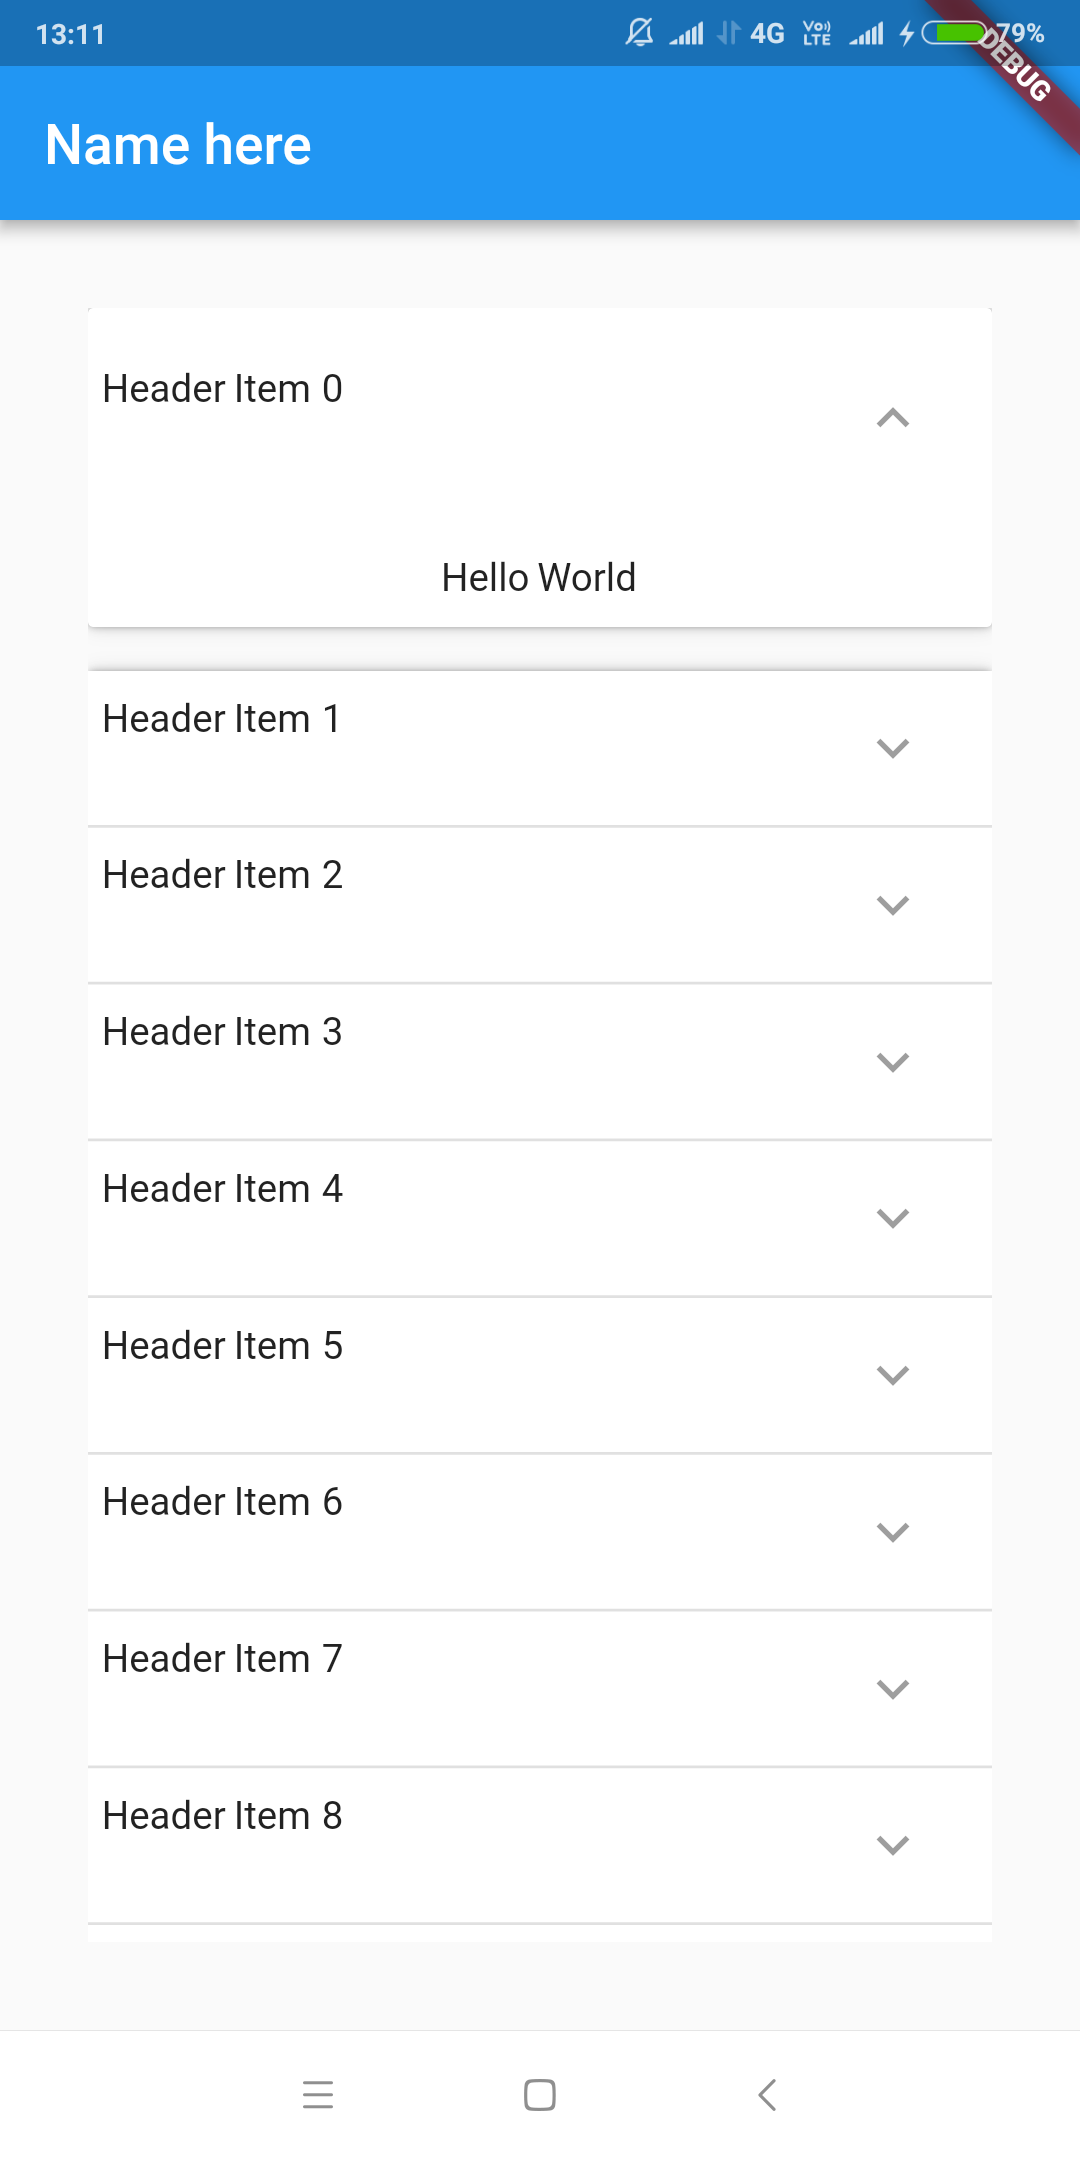 13:11 4G VoLTE 79%
DEBUG
Name here
Header Item 0
Hello World
Header Item 1
Header Item 2
Header Item 3
Header Item 4
Header Item 5
Header Item 6
Header Item 7
Header Item 8